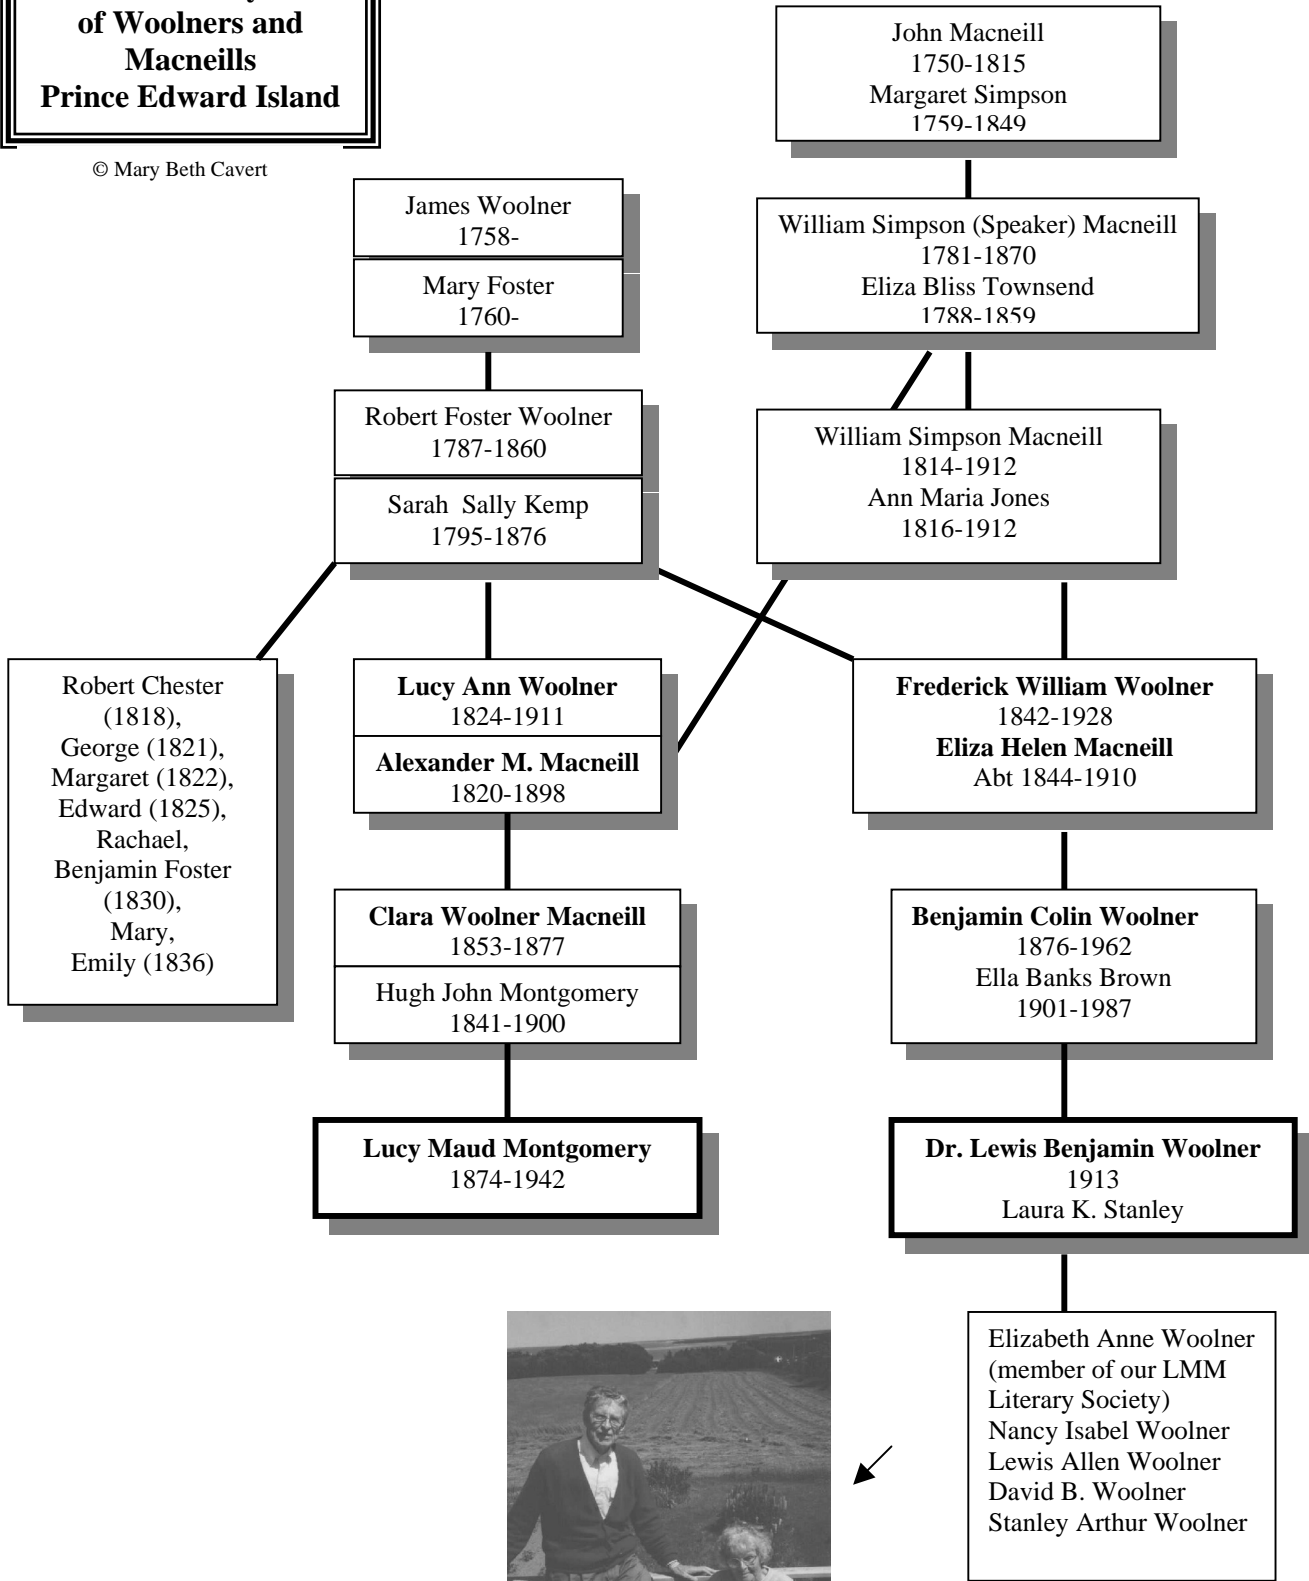 of Woolners and
Macneills
Prince Edward Island
© Mary Beth Cavert
John Macneill
1750-1815
Margaret Simpson
1759-1849
James Woolner
1758-
Mary Foster
1760-
William Simpson (Speaker) Macneill
1781-1870
Eliza Bliss Townsend
1788-1859
Robert Foster Woolner
1787-1860
Sarah  Sally Kemp
1795-1876
William Simpson Macneill
1814-1912
Ann Maria Jones
1816-1912
Robert Chester
(1818),
George (1821),
Margaret (1822),
Edward (1825),
Rachael,
Benjamin Foster
(1830),
Mary,
Emily (1836)
Lucy Ann Woolner
1824-1911
Alexander M. Macneill
1820-1898
Frederick William Woolner
1842-1928
Eliza Helen Macneill
Abt 1844-1910
Clara Woolner Macneill
1853-1877
Hugh John Montgomery
1841-1900
Benjamin Colin Woolner
1876-1962
Ella Banks Brown
1901-1987
Lucy Maud Montgomery
1874-1942
Dr. Lewis Benjamin Woolner
1913
Laura K. Stanley
Elizabeth Anne Woolner
(member of our LMM
Literary Society)
Nancy Isabel Woolner
Lewis Allen Woolner
David B. Woolner
Stanley Arthur Woolner